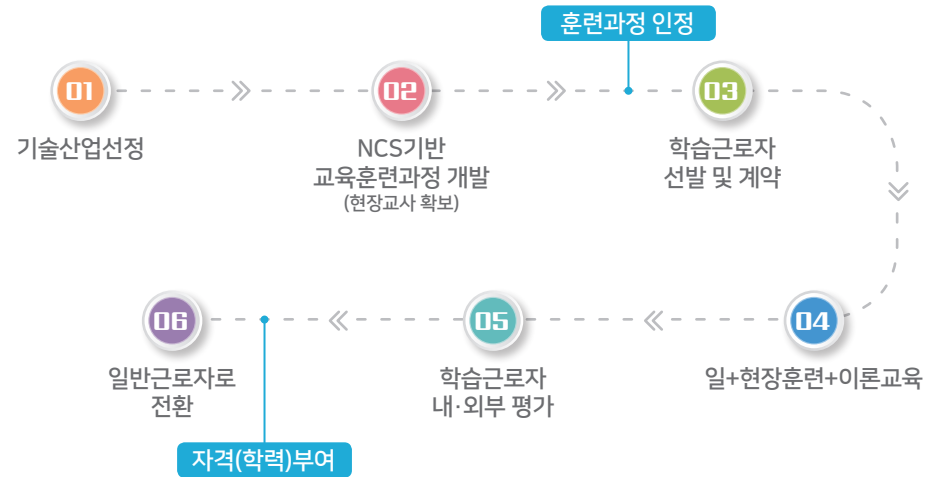 훈련과정 인정
01
기술산업선정
02
NCS기반
교육훈련과정 개발
(현장교사 확보)
03
학습근로자
선발 및 계약
04
일+현장훈련+이론교육
05
학습근로자
내·외부 평가
06
일반근로자로
전환
자격(학력)부여